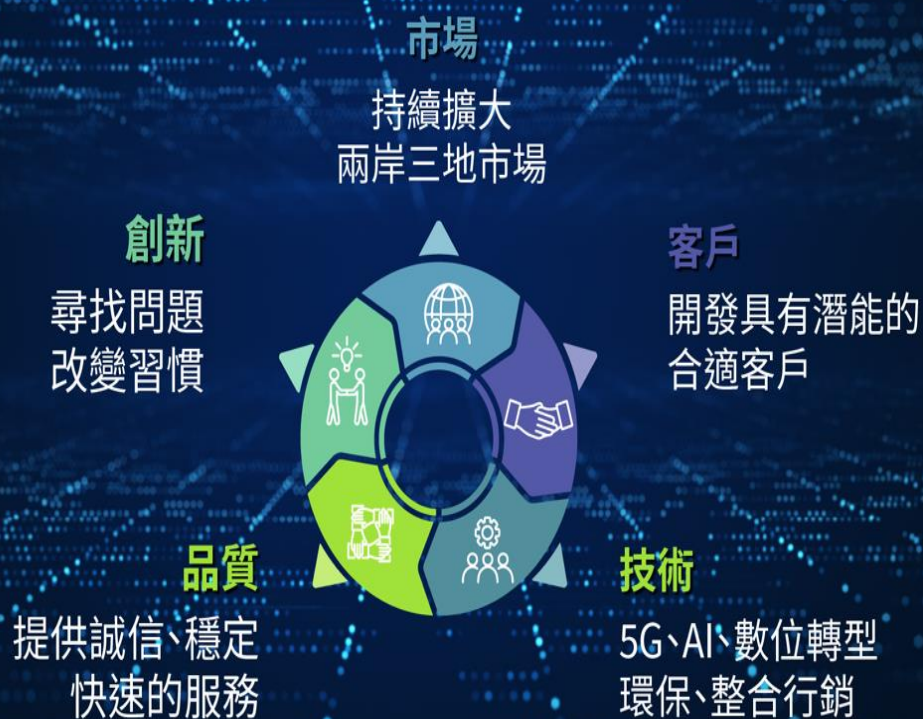 市場
持續擴大
兩岸三地市場
創新
尋找問題
改變習慣
客戶
開發具有潛能的
合適客戶
品質
提供誠信、穩定
快速的服務
技術
5G、AI、數位轉型
環保、整合行銷